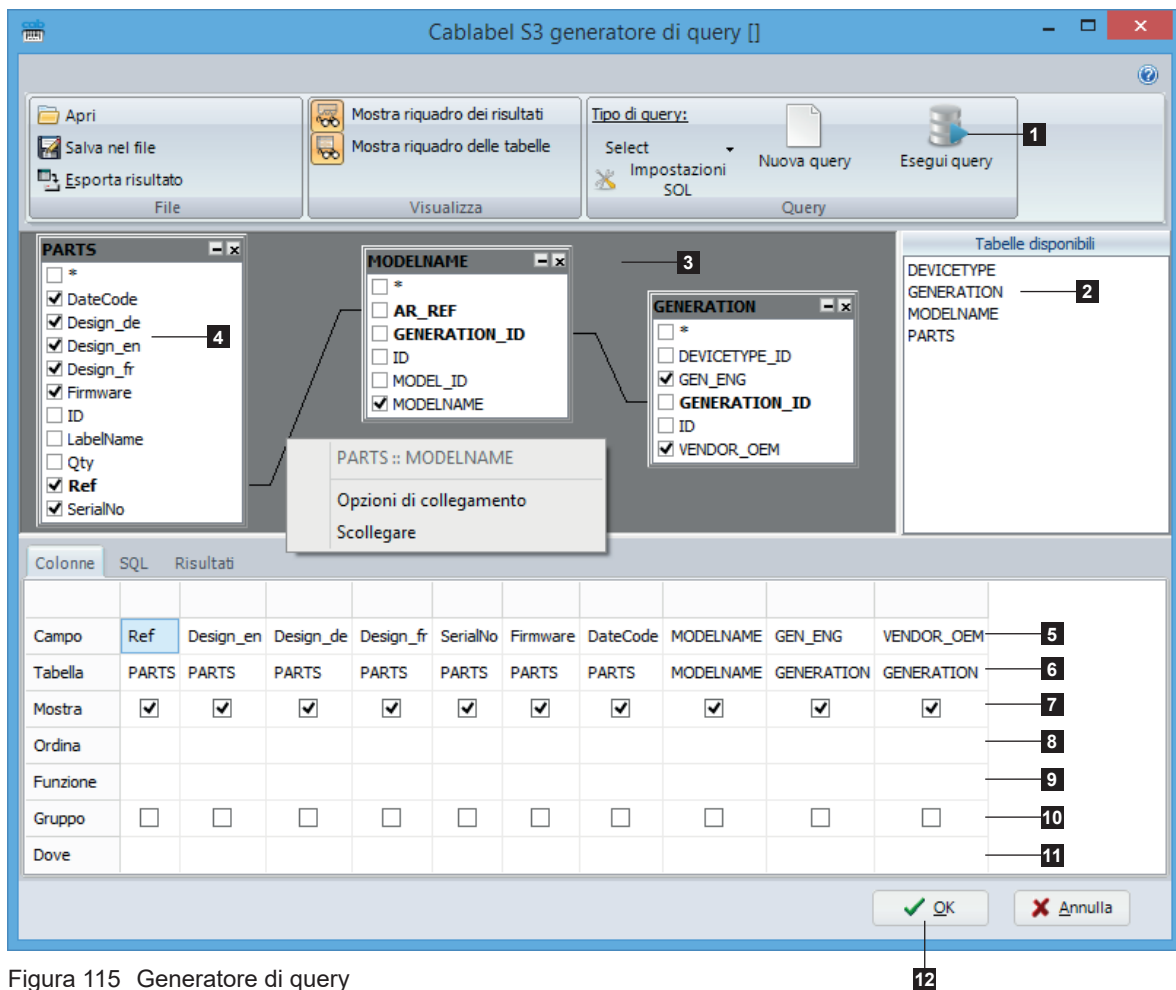 cab
Cablabel S3 generatore di query []
Apri
Salva nel file
Esporta risultato
File
Mostra riquadro dei risultati
Mostra riquadro delle tabelle
Visualizza
Tipo di query:
Select
Impostazioni
SQL
Nuova query
Esegui query
Query
1
PARTS
*
DateCode
Design_de
Design_en
Design_fr
Firmware
ID
LabelName
Qty
Ref
SerialNo
4
MODELNAME
*
AR_REF
GENERATION_ID
ID
MODEL_ID
MODELNAME
3
GENERATION
*
DEVICETYPE_ID
GEN_ENG
GENERATION_ID
ID
VENDOR_OEM
Tabelle disponibili
DEVICETYPE
GENERATION
MODELNAME
PARTS
2
PARTS :: MODELNAME
Opzioni di collegamento
Scollegare
Colonne SQL Risultati
Campo Ref Design_en Design_de Design_fr SerialNo Firmware DateCode MODELNAME GEN_ENG VENDOR_OEM 5
Tabella PARTS PARTS PARTS PARTS PARTS PARTS PARTS MODELNAME GENERATION GENERATION 6
Mostra 7
Ordina 8
Funzione 9
Gruppo 10
Dove 11
OK
Annulla
12
Figura 115 Generatore di query